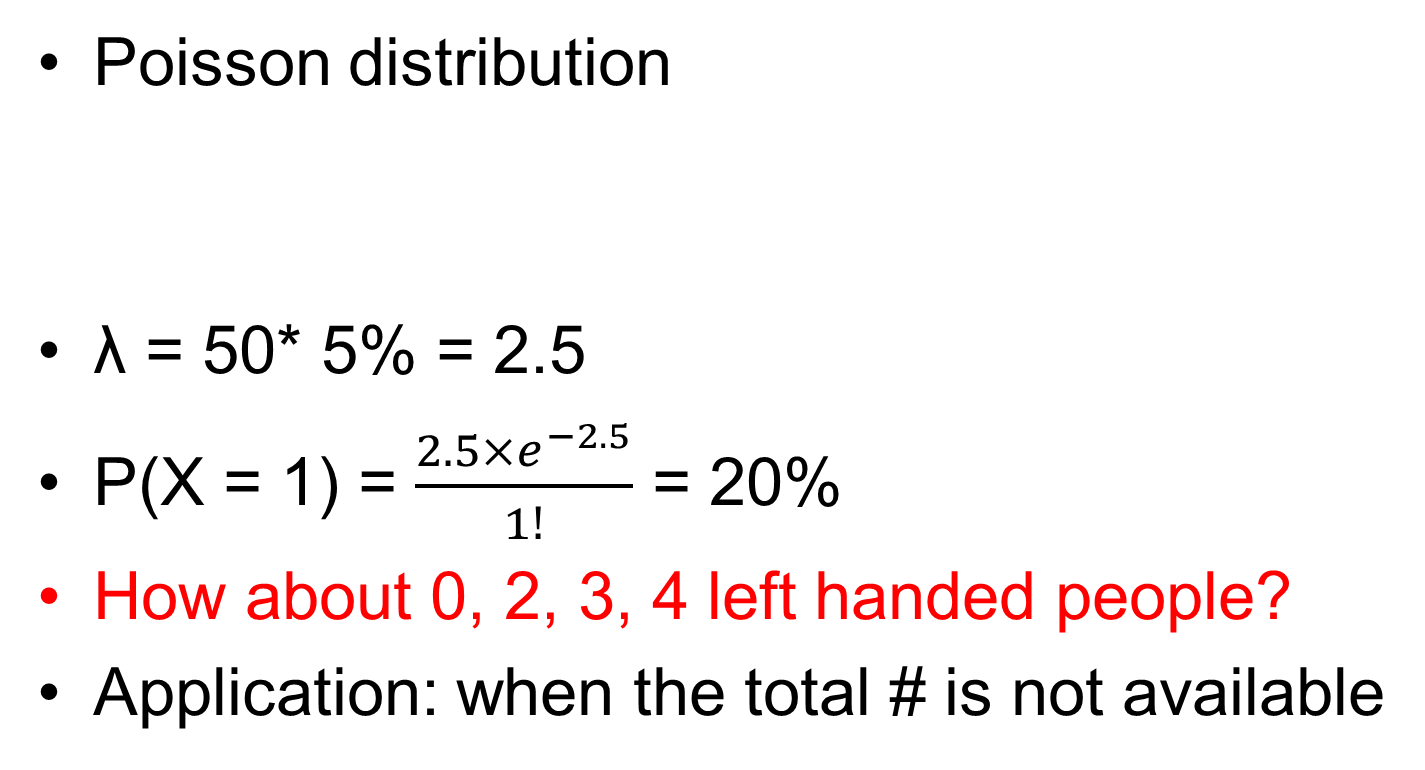 • Poisson distribution
• λ = 50* 5% = 2.5
• P(X = 1) = \frac{2.5×e^{−2.5}}{1!} = 20%
• How about 0, 2, 3, 4 left handed people?
• Application: when the total # is not available